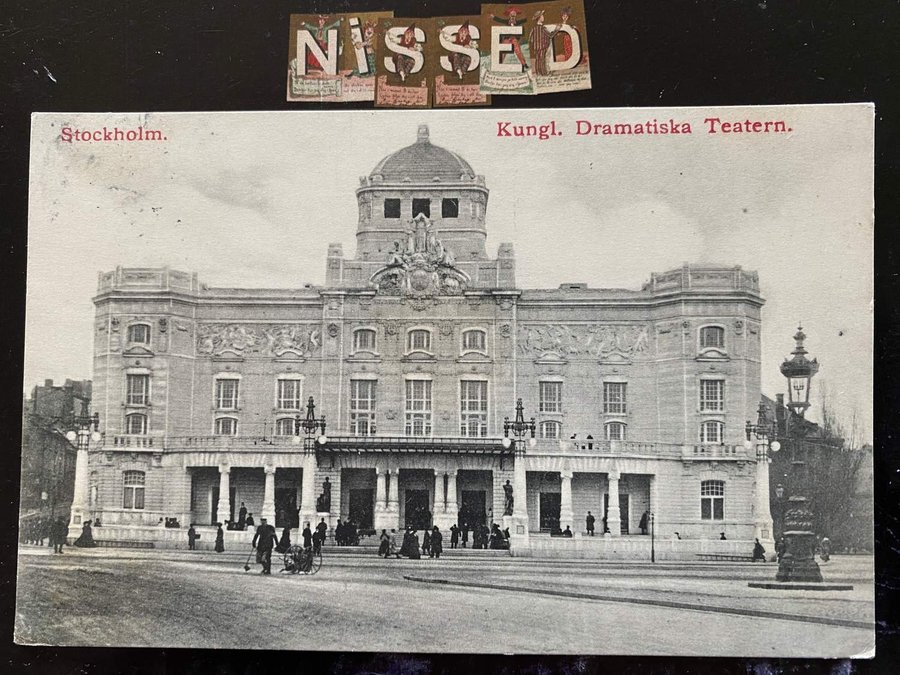 NiSSED
Stockholm.
Kungl. Dramatiska Teatern.